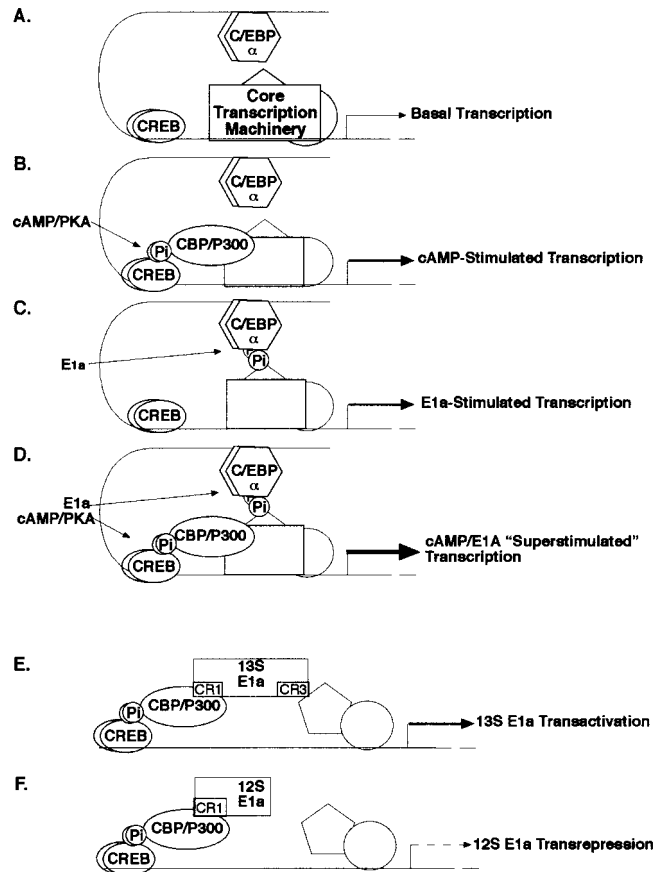 A.
C/EBP
α
Core
Transcription
Machinery
CREB
Basal Transcription
B.
C/EBP
α
cAMP/PKA
Pi
CBP/P300
CREB
cAMP-Stimulated Transcription
C.
C/EBP
α
E1a
Pi
CREB
E1a-Stimulated Transcription
D.
C/EBP
α
E1a
cAMP/PKA
Pi
Pi
CBP/P300
CREB
cAMP/E1A “Superstimulated”
Transcription
E.
13S
E1a
CR1
CR3
Pi
CBP/P300
CREB
13S E1a Transactivation
F.
12S
E1a
CR1
Pi
CBP/P300
CREB
12S E1a Transrepression